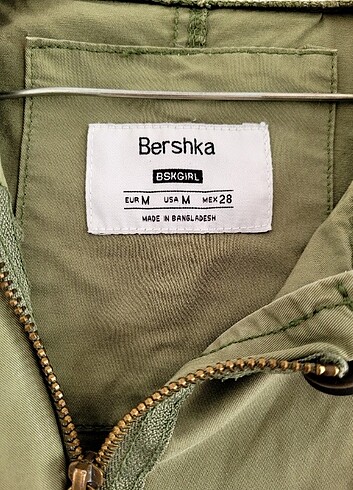 Bershka
BSKGIRL
EUR M USA M MEX 28
MADE IN BANGLADESH